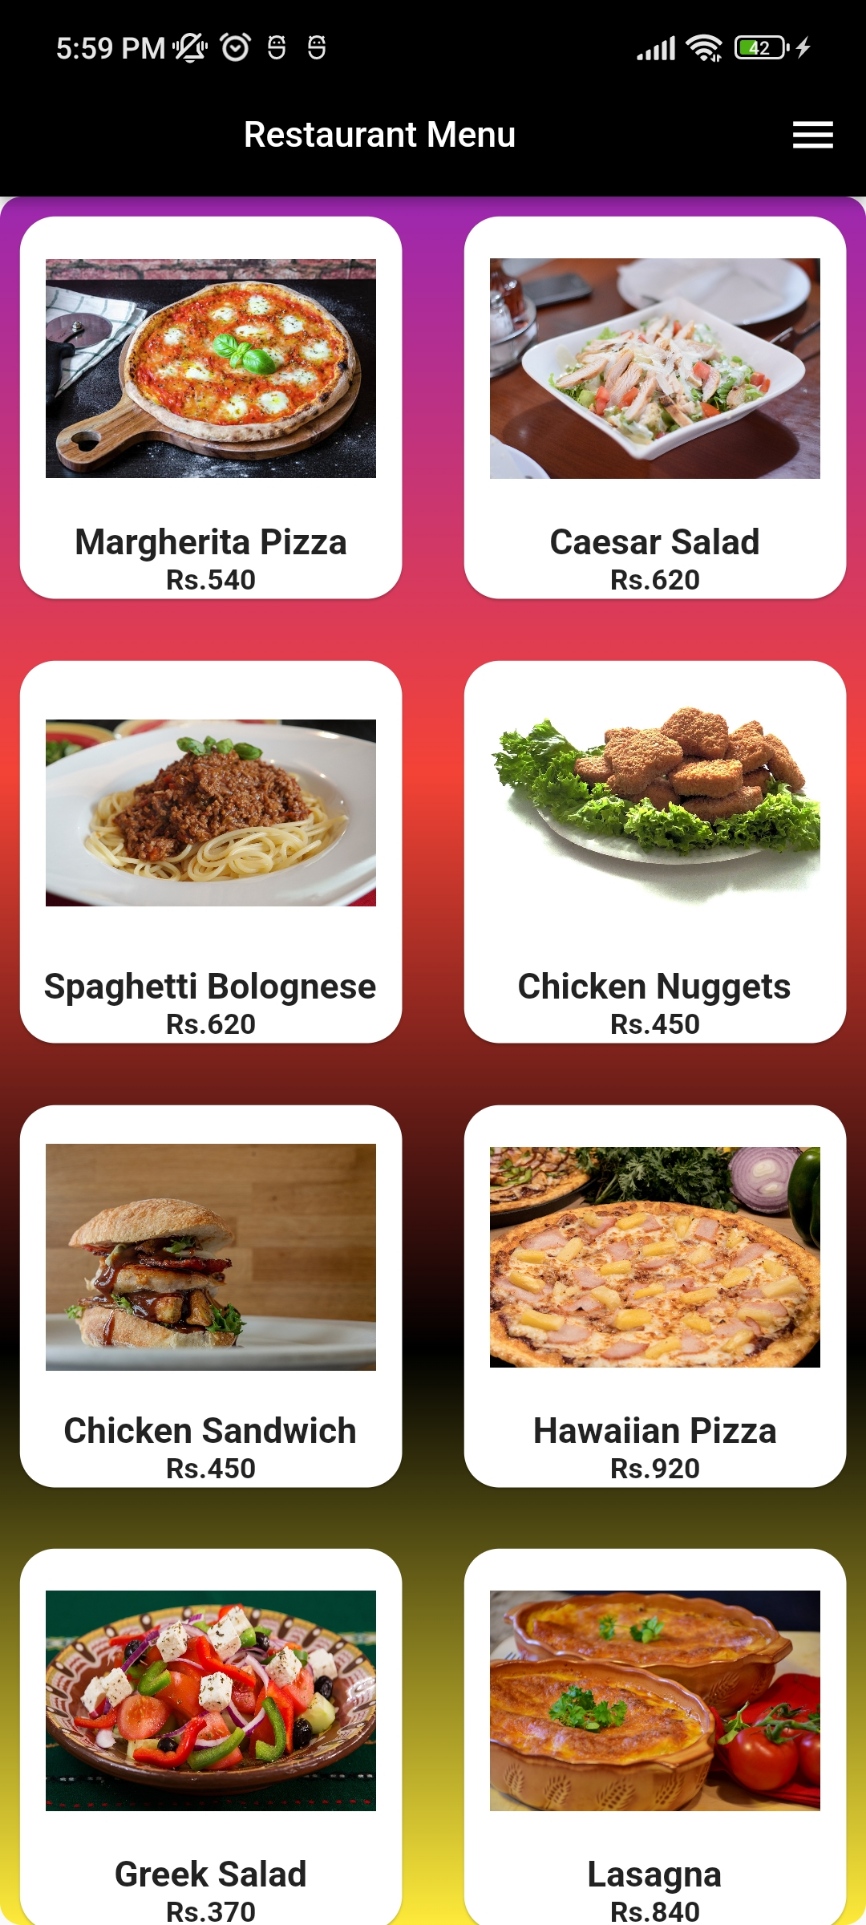 5:59 PM
42
Restaurant Menu
Margherita Pizza
Rs.540
Caesar Salad
Rs.620
Spaghetti Bolognese
Rs.620
Chicken Nuggets
Rs.450
Chicken Sandwich
Rs.450
Hawaiian Pizza
Rs.920
Greek Salad
Rs.370
Lasagna
Rs.840